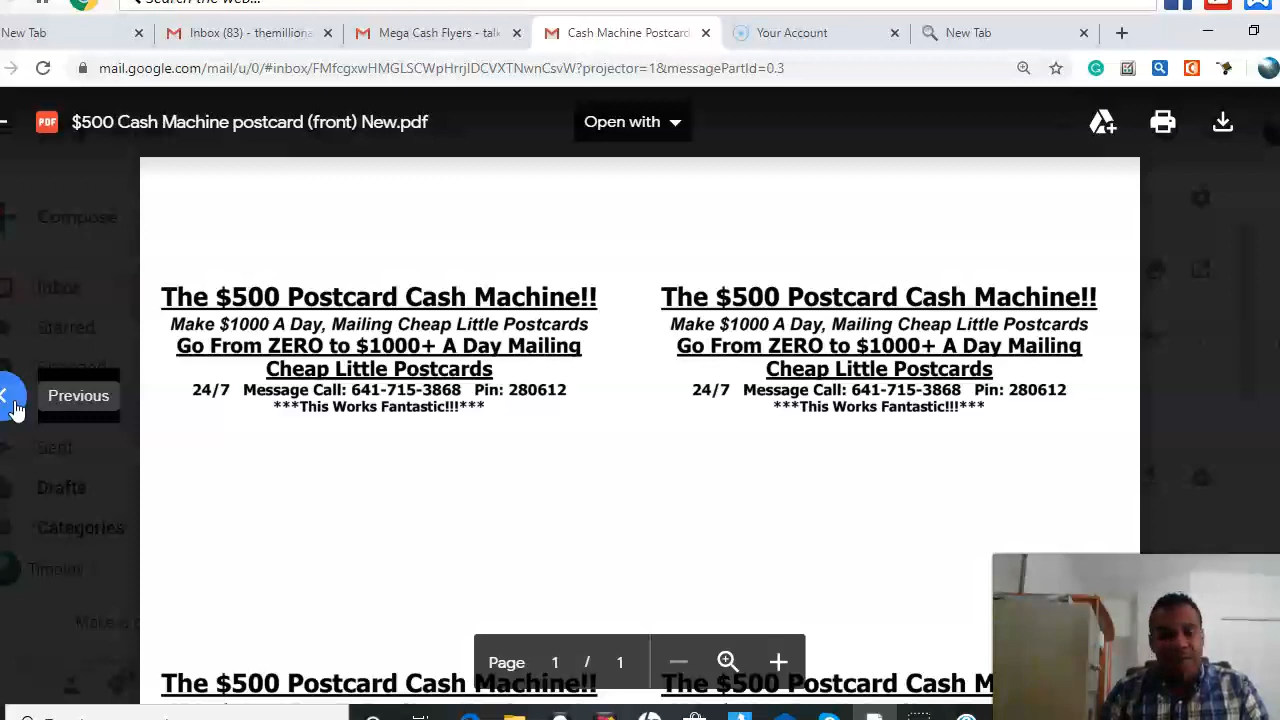 New Tab
Inbox (83) - themilliona
Mega Cash Flyers - talk
Cash Machine Postcard
Your Account
New Tab
mail.google.com/mail/u/0/#inbox/FMfcgxwHMGLSCWpHrrjlDCVXTNwnCsvW?projector=1&messagePartId=0.3
PDF
$500 Cash Machine postcard (front) New.pdf
Open with
Compose
Inbox
Starred
Previous
Sent
Drafts
Categories
The $500 Postcard Cash Machine!!
Make $1000 A Day, Mailing Cheap Little Postcards
Go From ZERO to $1000+ A Day Mailing
Cheap Little Postcards
24/7 Message Call: 641-715-3868 Pin: 280612
***This Works Fantastic!!!***
The $500 Postcard Cash Machine!!
Make $1000 A Day, Mailing Cheap Little Postcards
Go From ZERO to $1000+ A Day Mailing
Cheap Little Postcards
24/7 Message Call: 641-715-3868 Pin: 280612
***This Works Fantastic!!!***
Page 1 / 1
The $500 Postcard Cash Machine!!
The $500 Postcard Cash M